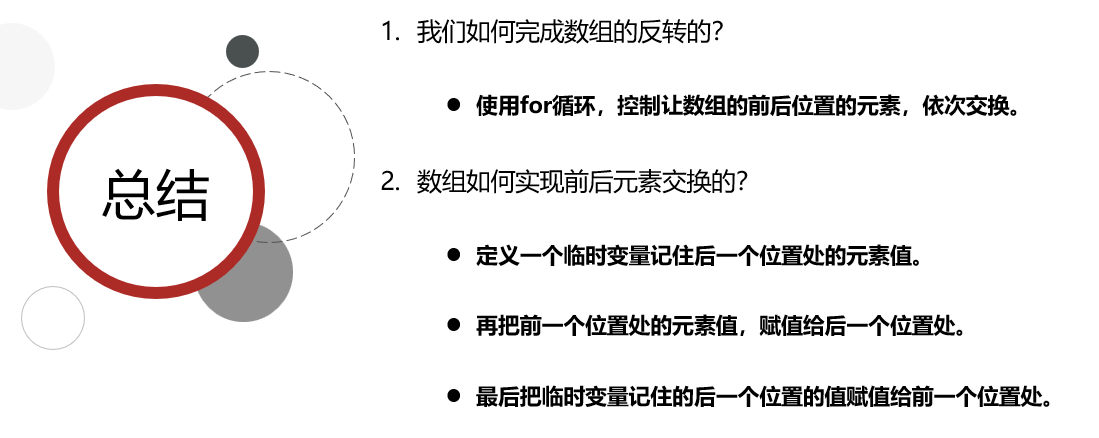 总结
1. 我们如何完成数组的反转的?
● 使用for循环，控制让数组的前后位置的元素，依次交换。
2. 数组如何实现前后元素交换的?
● 定义一个临时变量记住后一个位置处的元素值。
● 再把前一个位置处的元素值，赋值给后一个位置处。
● 最后把临时变量记住的后一个位置的值赋值给前一个位置处。